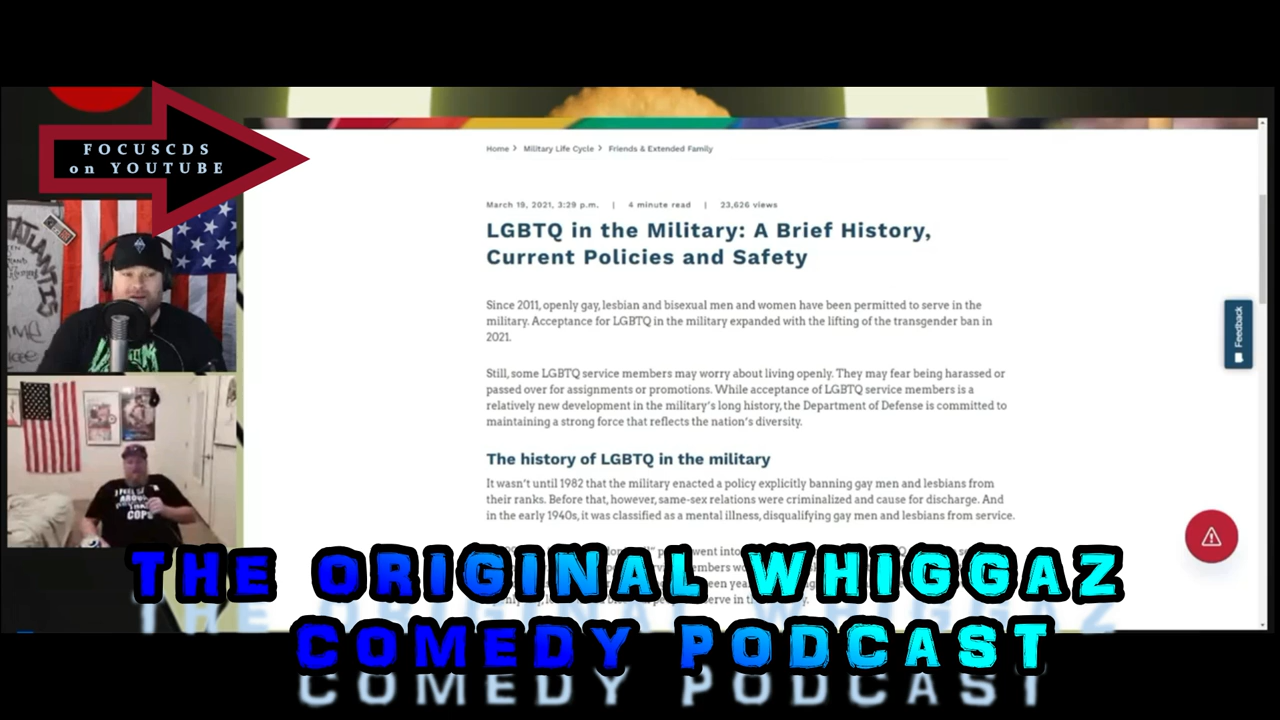 FOCUSCDS
on YOUTUBE
Home > Military Life Cycle > Friends & Extended Family
March 19, 2021, 3:29 p.m. | 4 minute read | 23,626 views
LGBTQ in the Military: A Brief History,
Current Policies and Safety
Since 2011, openly gay, lesbian and bisexual men and women have been permitted to serve in the
military. Acceptance for LGBTQ in the military expanded with the lifting of the transgender ban in
2021.
Still, some LGBTQ service members may worry about living openly. They may fear being harassed or
passed over for assignments or promotions. While acceptance of LGBTQ service members is a
relatively new development in the military's long history, the Department of Defense is committed to
maintaining a strong force that reflects the nation's diversity.
The history of LGBTQ in the military
It wasn't until 1982 that the military enacted a policy explicitly banning gay men and lesbians from
their ranks. Before that, however, same-sex relations were criminalized and cause for discharge. And
in the early 1940s, it was classified as a mental illness, disqualifying gay men and lesbians from service.
went into
Feedback
AROUND
COPS
THE ORIGINAL WHIGGAZ
COMEDY PODCAST